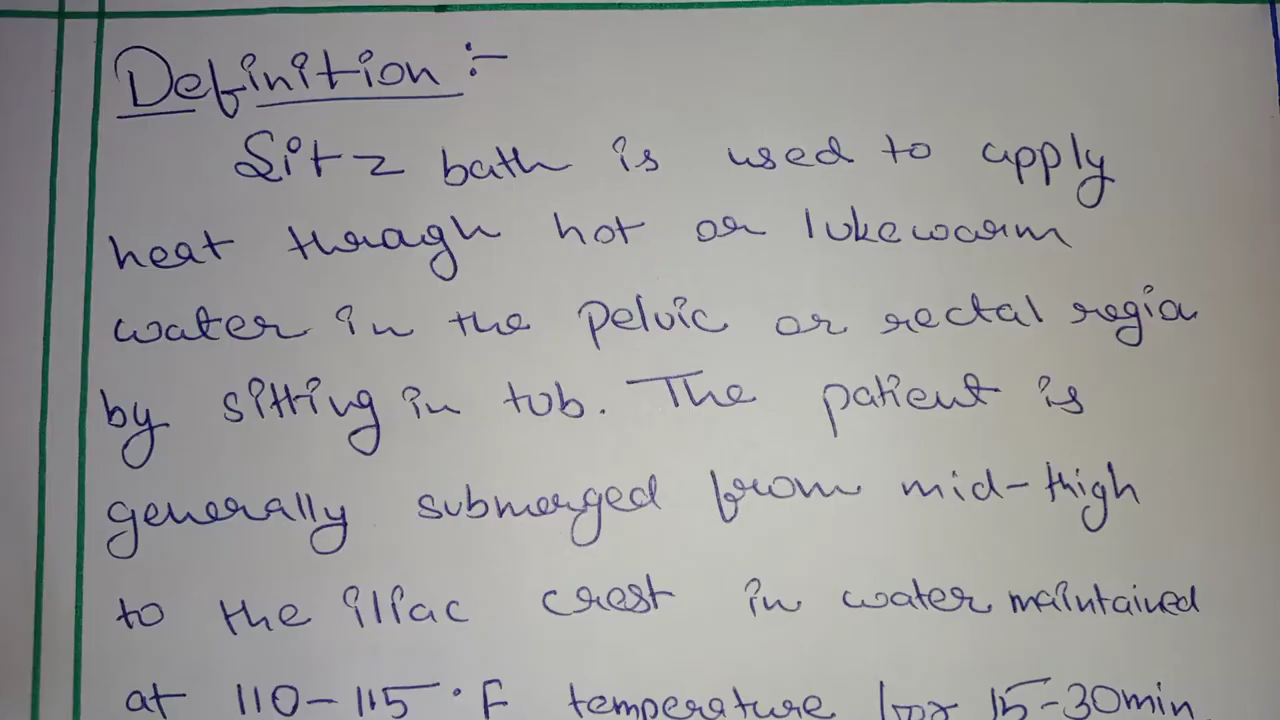 Definition :-
Sitz bath is used to apply
heat thragh hot or lukewarm
water in the pelvic or rectal regio
by sitting in tub. The patient is
generally submerged from mid-thigh
to the iliac crest in water maintained
at 110-115°F temperature for 15-30min